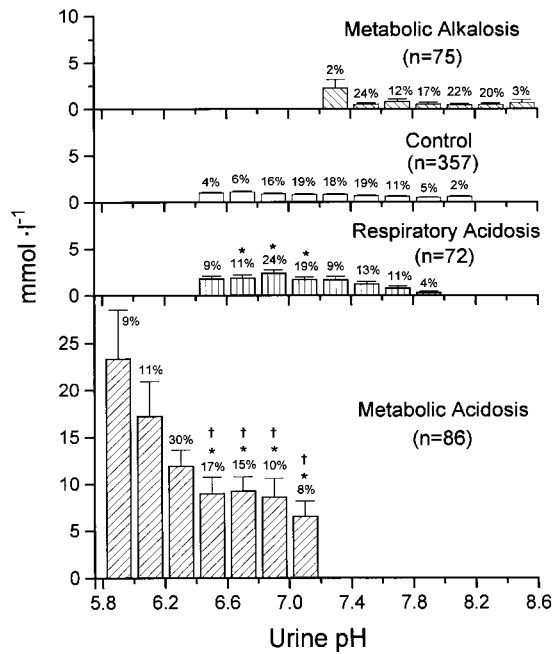 10
Metabolic Alkalosis
(n=75)
2%
5
24% 12% 17% 22% 20% 3%
0
Control
(n=357)
5
4% 6% 16% 19% 18% 19% 11% 5% 2%
0
Respiratory Acidosis
(n=72)
5
* * *
9% 11% 24% 19% 9% 13% 11% 4%
0
mmol·l-1
25
9%
20
11%
Metabolic Acidosis
(n=86)
15
30%
† † † †
* * * *
17% 15% 10% 8%
10
5
0
5.8 6.2 6.6 7.0 7.4 7.8 8.2 8.6
Urine pH